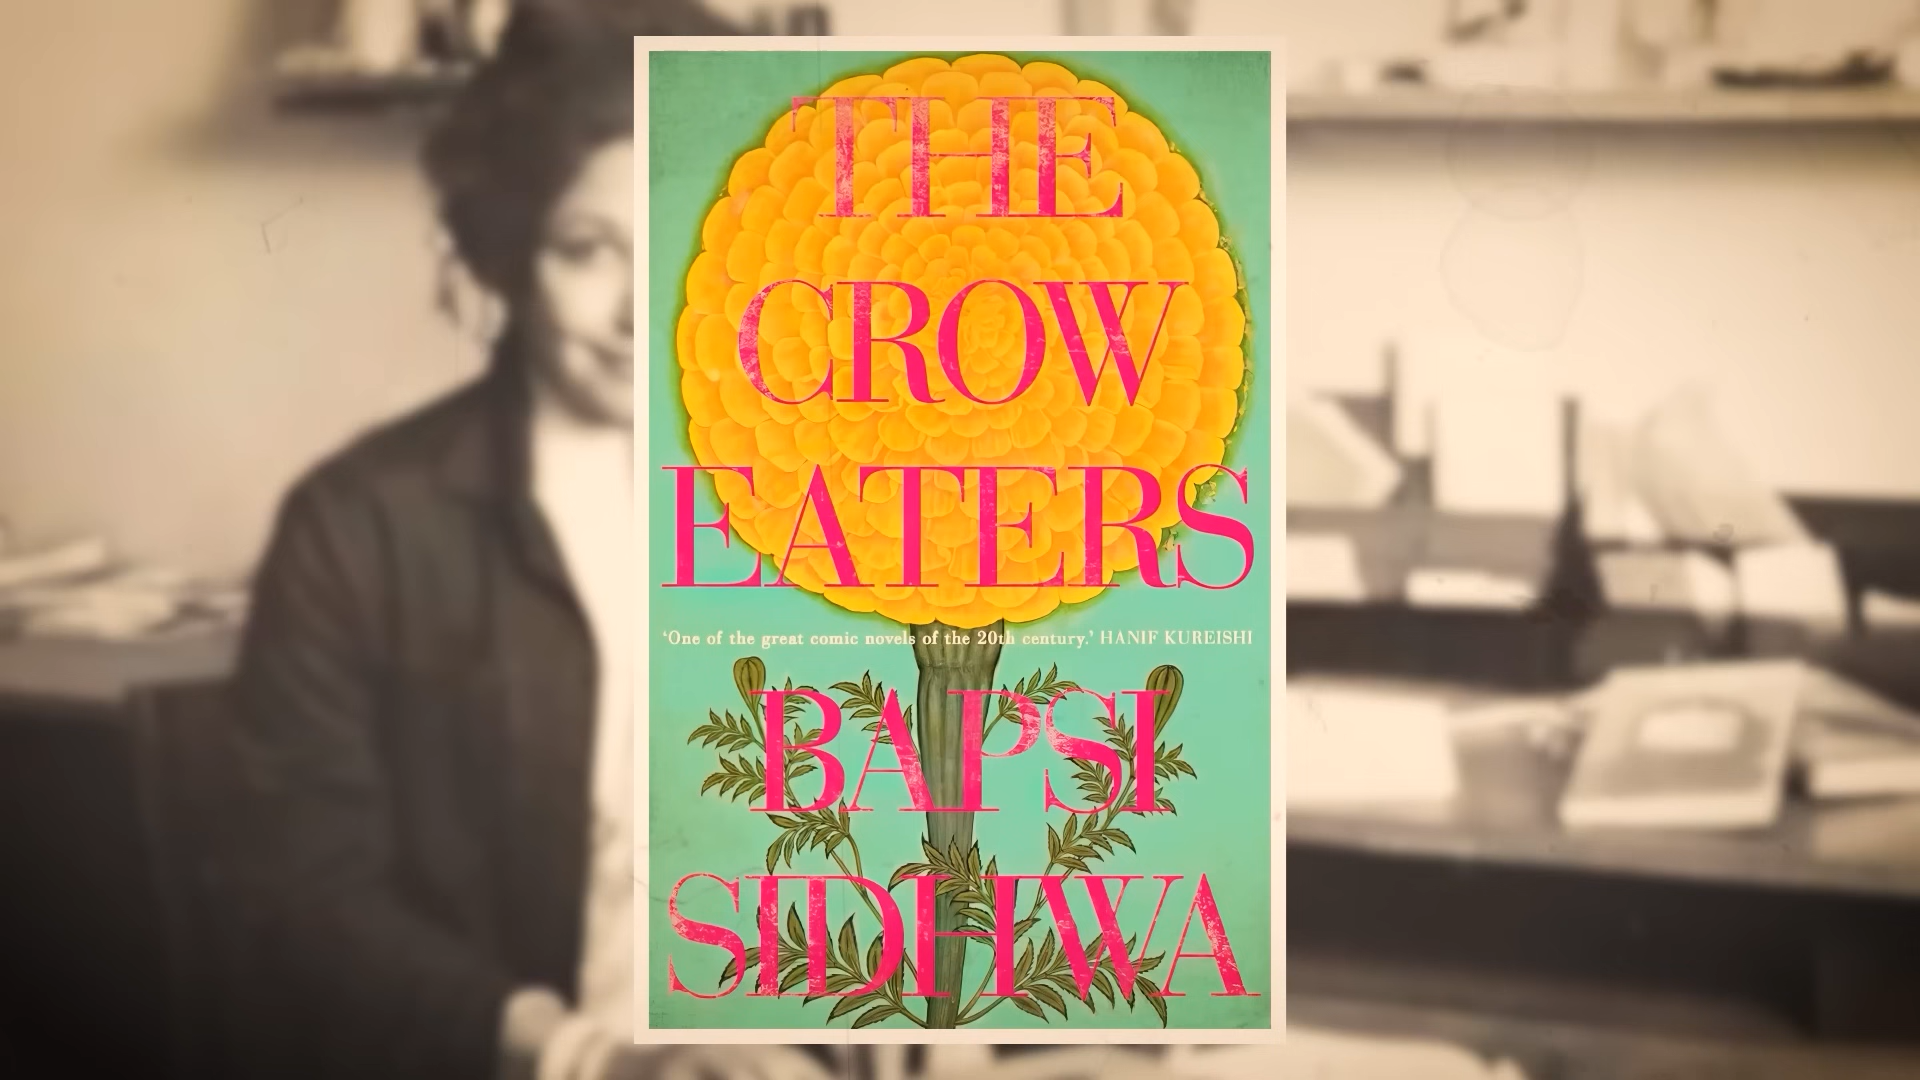 THE
CROW
EATERS
‘One of the great comic novels of the 20th century.’ HANIF KUREISHI
BAPSI
SIDHWA